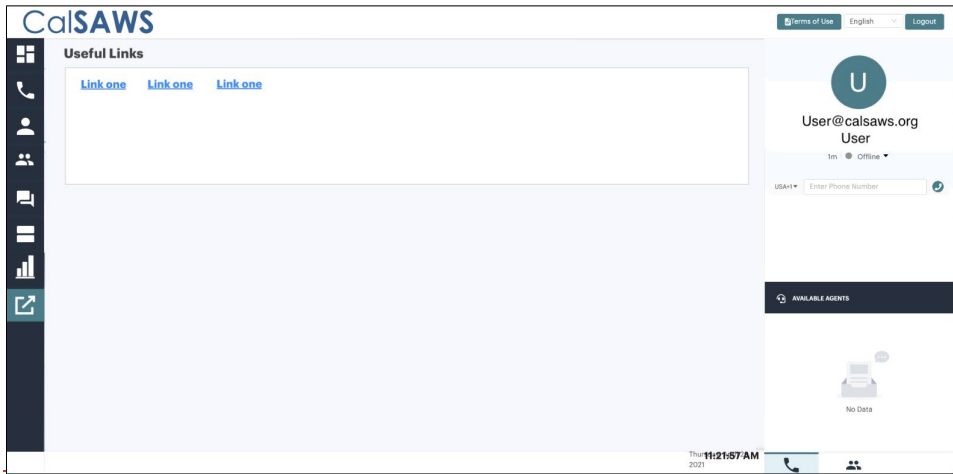 CalSAWS
Terms of Use
English
Logout
Useful Links
Link one Link one Link one
U
User@calsaws.org
User
1m Offline
USA+1 Enter Phone Number
AVAILABLE AGENTS
No Data
11:21:57 AM
2021